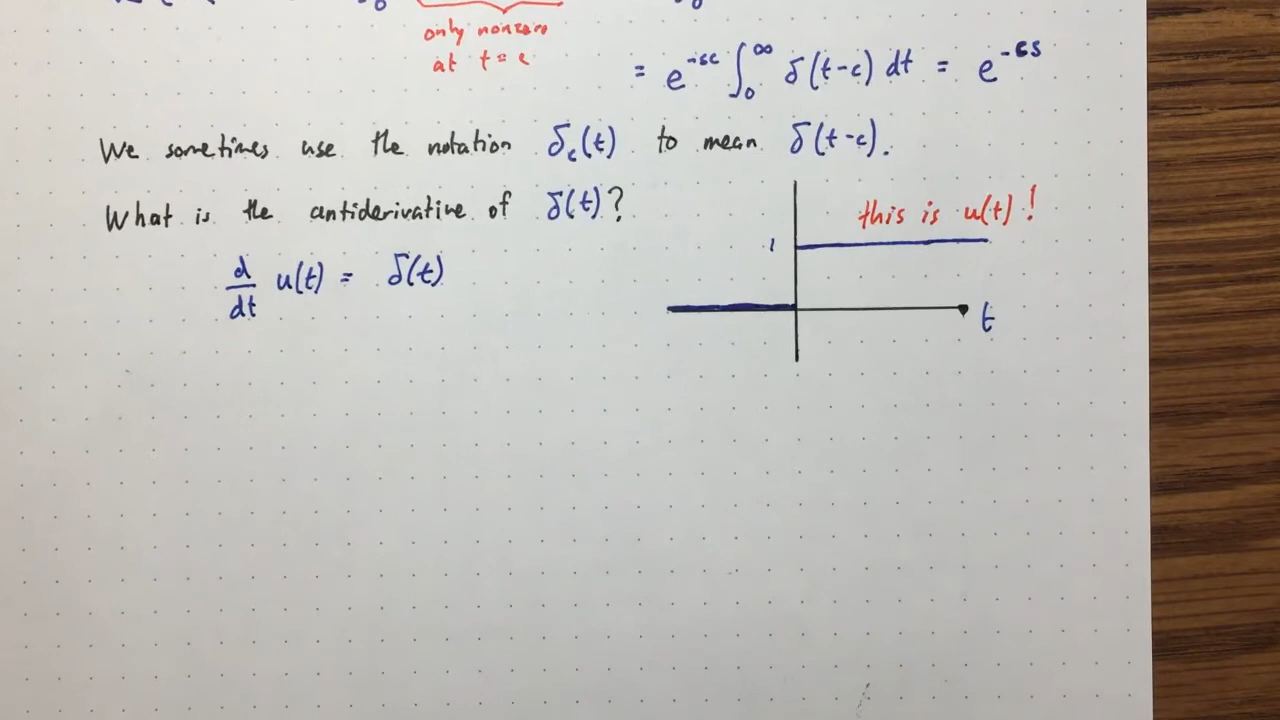 only nonzero
at t = c
= e^{-sc} ∫_0^∞ δ(t-c) dt = e^{-cs}
We sometimes use the notation δ_c(t) to mean δ(t-c).
What is the antiderivative of δ(t)?
this is u(t)!
1
d/dt u(t) = δ(t)
t